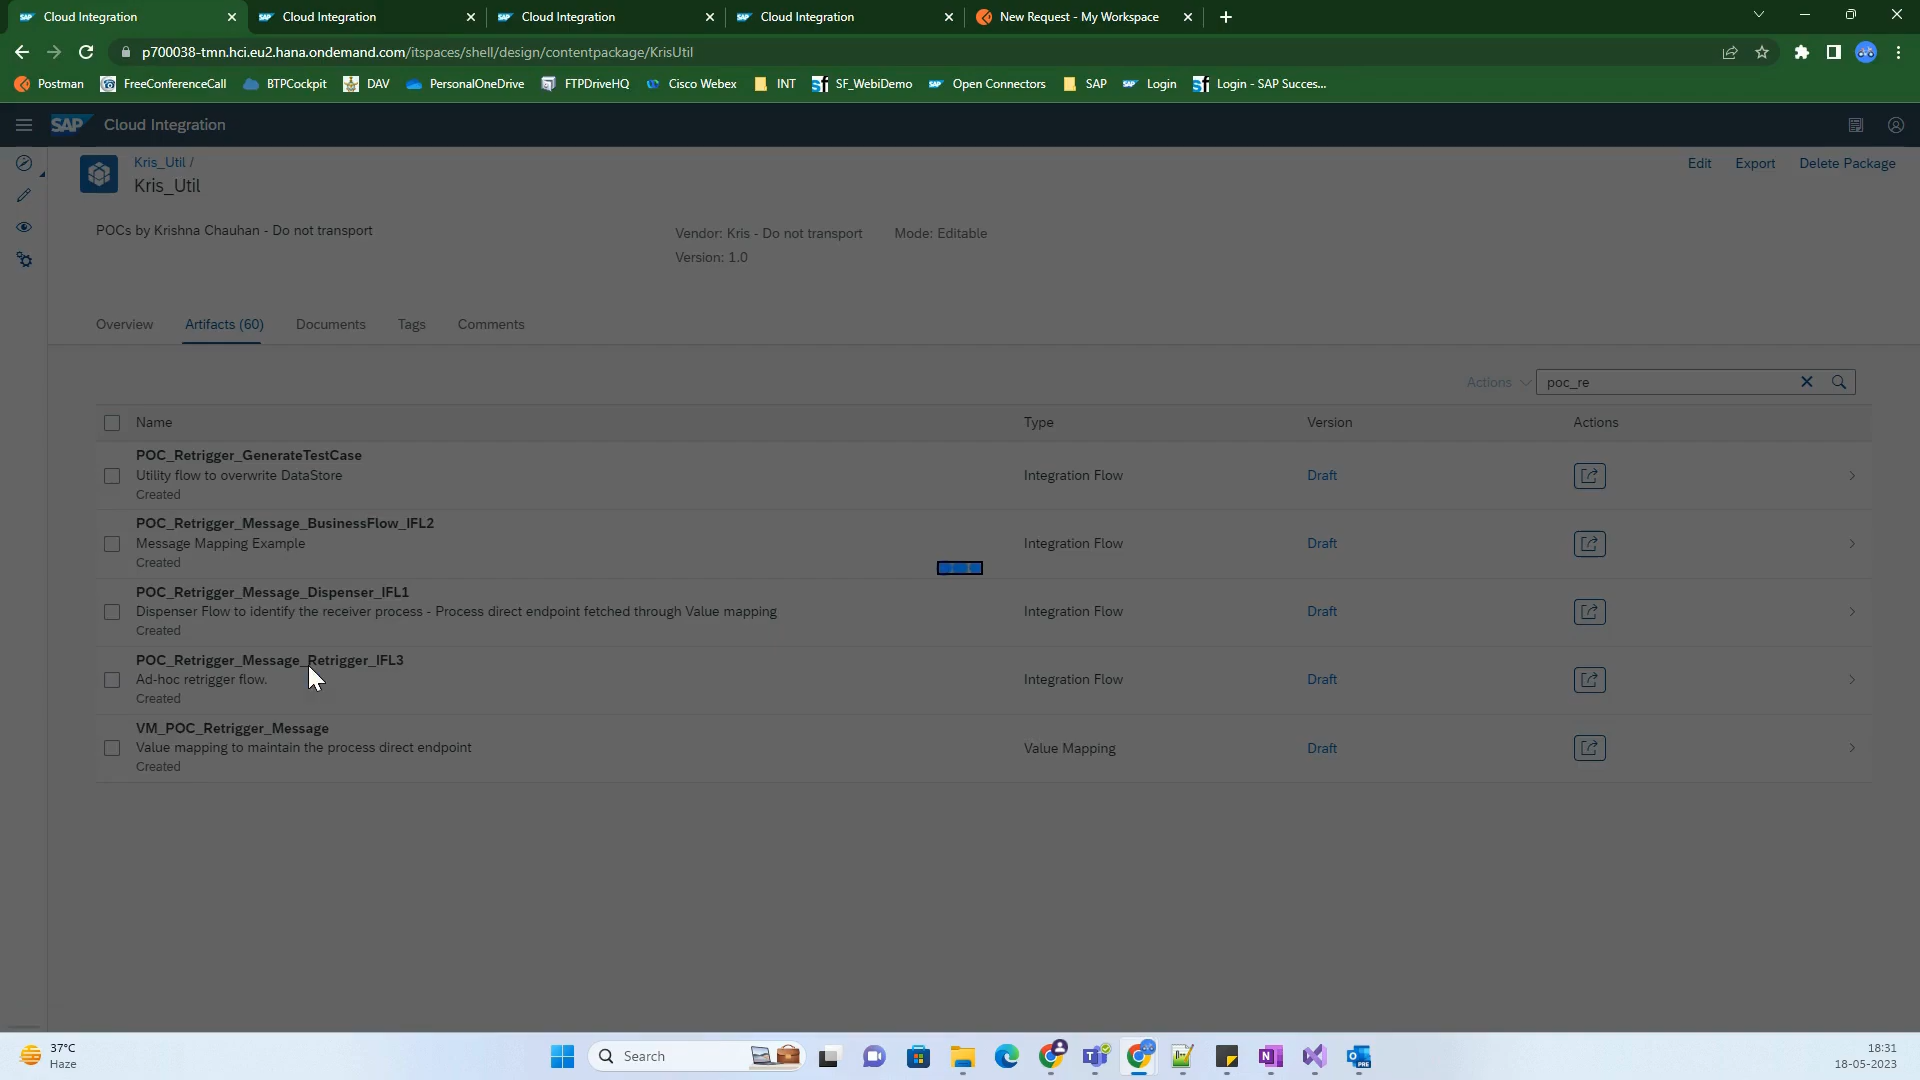 Cloud Integration
Cloud Integration
Cloud Integration
Cloud Integration
New Request - My Workspace
p700038-tmn.hci.eu2.hana.ondemand.com/itspaces/shell/design/contentpackage/KrisUtil
Postman FreeConferenceCall BTPCockpit DAV PersonalOneDrive FTPDriveHQ Cisco Webex INT SF_WebiDemo Open Connectors SAP Login Login - SAP Succes...
SAP Cloud Integration
Kris_Util /
Kris_Util
Edit Export Delete Package
POCs by Krishna Chauhan - Do not transport
Vendor: Kris - Do not transport Mode: Editable
Version: 1.0
Overview Artifacts (60) Documents Tags Comments
Actions poc_re
Name Type Version Actions
POC_Retrigger_GenerateTestCase
Utility flow to overwrite DataStore Integration Flow Draft
Created
POC_Retrigger_Message_BusinessFlow_IFL2
Message Mapping Example Integration Flow Draft
Created
POC_Retrigger_Message_Dispenser_IFL1
Dispenser Flow to identify the receiver process - Process direct endpoint fetched through Value mapping Integration Flow Draft
Created
POC_Retrigger_Message_Retrigger_IFL3
Ad-hoc retrigger flow. Integration Flow Draft
Created
VM_POC_Retrigger_Message
Value mapping to maintain the process direct endpoint Value Mapping Draft
Created
37°C
Haze
Search
18:31
18-05-2023